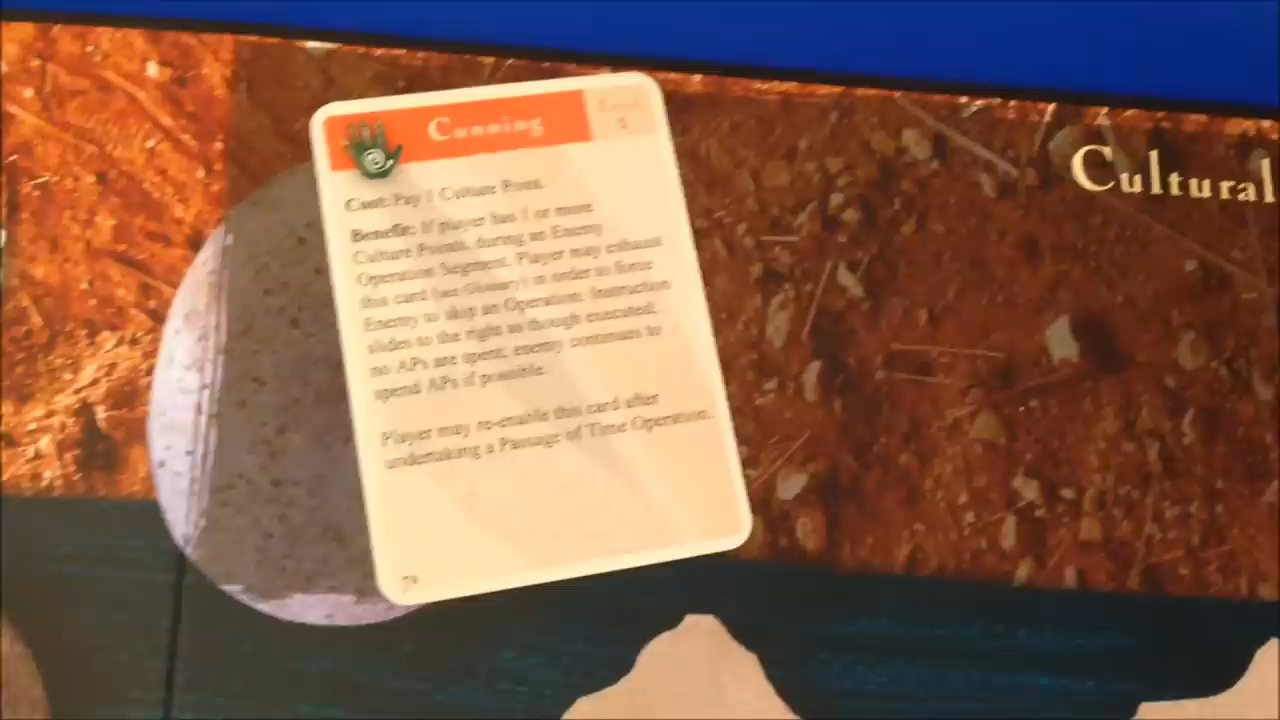 Cunning
Level
Cost: Pay 1 Culture Point.
Benefit: If player has 1 or more
Culture Points, during an Enemy
Operation Segment, Player may exhaust
this card (see Glossary) in order to force
Enemy to skip an Operation: Instruction
slides to the right as though executed;
no APs are spent; enemy continues to
spend APs if possible.
Player may re-enable this card after
undertaking a Passage of Time Operation.
Cultural